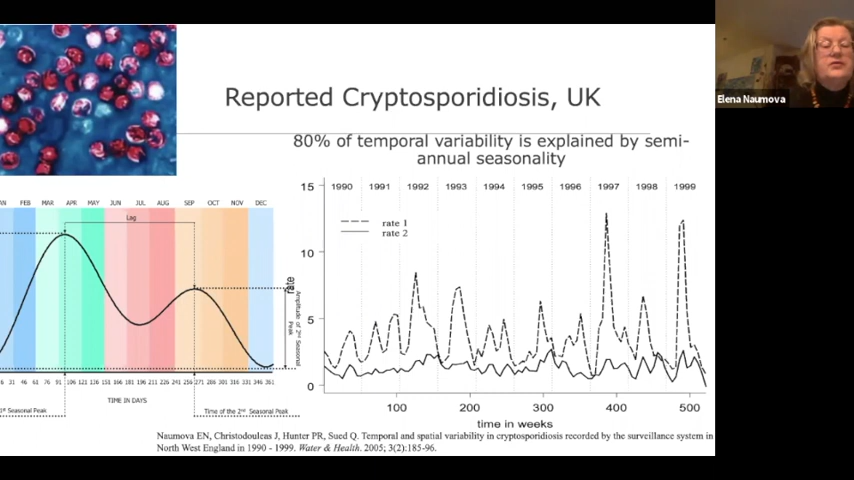 Reported Cryptosporidiosis, UK
Elena Naumova
80% of temporal variability is explained by semi-
annual seasonality
FEB MAR APR MAY JUN JUL AUG SEP OCT NOV DEC
Lag
Amplitude of 2nd Seasonal
Peak
TIME IN DAYS
Seasonal Peak
Time of the 2nd Seasonal Peak
15
10
5
0
rate
1990 1991 1992 1993 1994 1995 1996 1997 1998 1999
rate 1
rate 2
100 200 300 400 500
time in weeks
Naumova EN, Christodouleas J, Hunter PR, Sued Q. Temporal and spatial variability in cryptosporidiosis recorded by the surveillance system in
North West England in 1990 - 1999. Water & Health. 2005; 3(2):185-96.